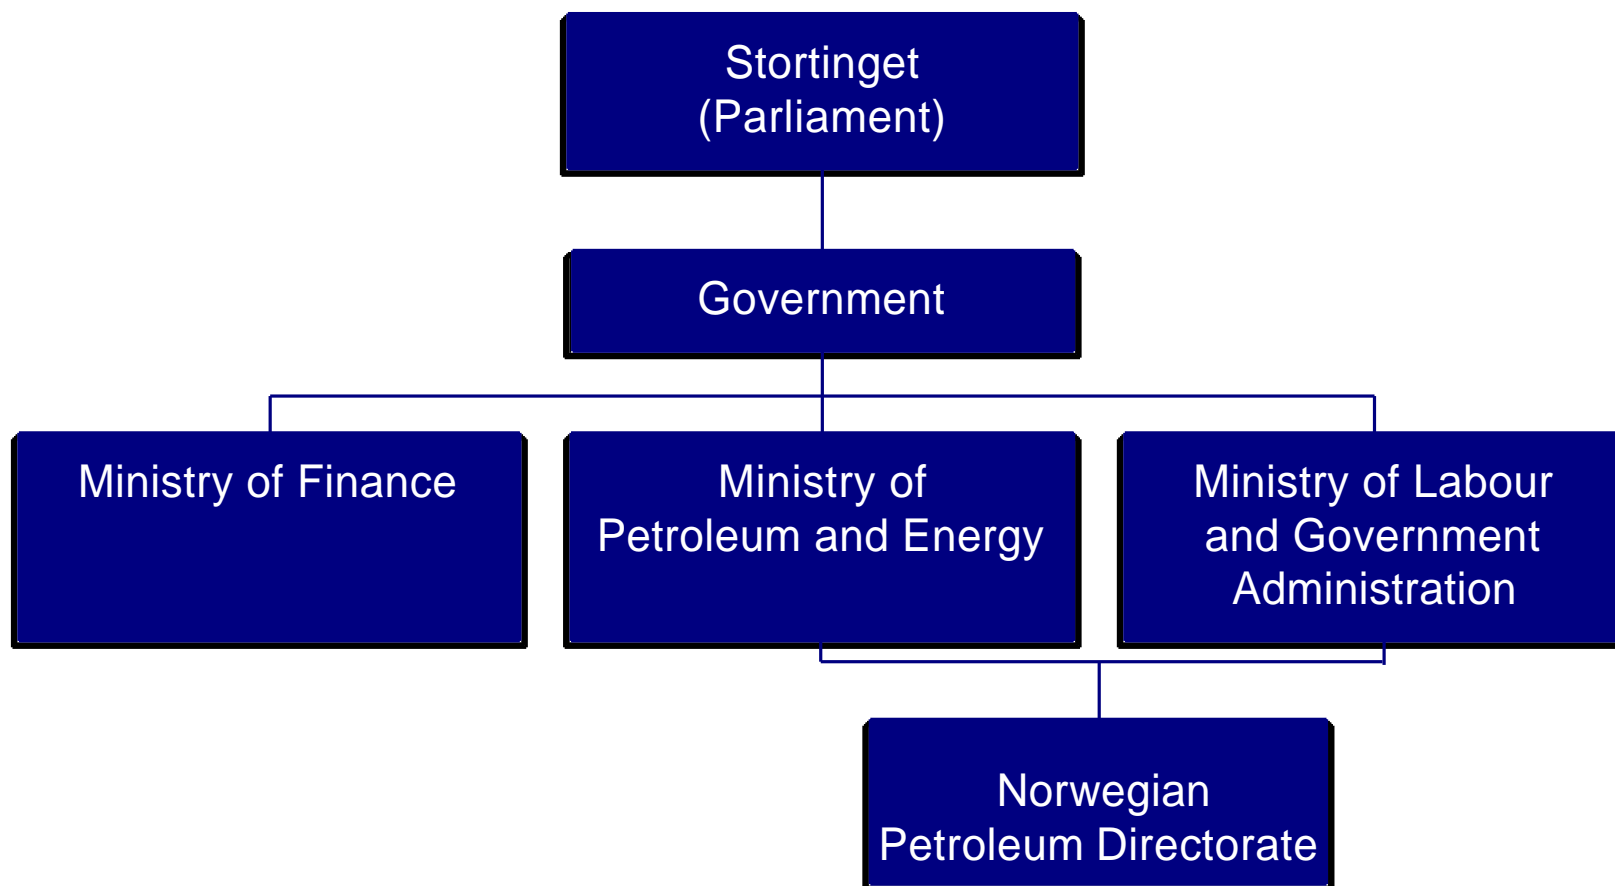 Stortinget
(Parliament)
Government
Ministry of Finance
Ministry of
Petroleum and Energy
Ministry of Labour
and Government
Administration
Norwegian
Petroleum Directorate